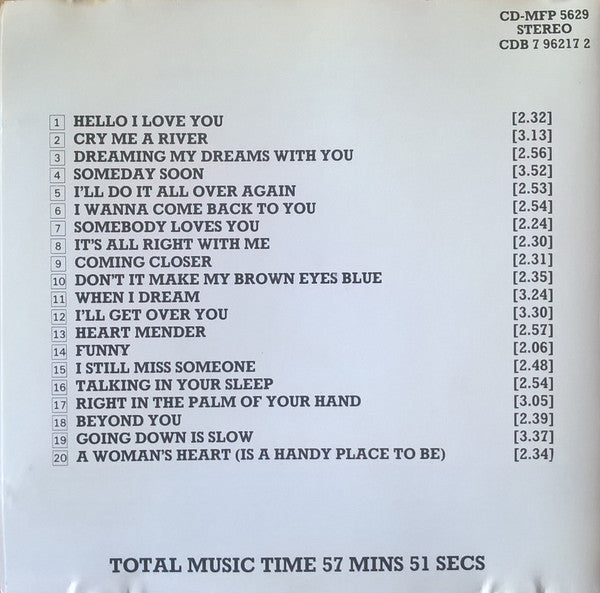 CD-MFP 5629
STEREO
CDB 7 96217 2
1 HELLO I LOVE YOU [2.32]
2 CRY ME A RIVER [3.13]
3 DREAMING MY DREAMS WITH YOU [2.56]
4 SOMEDAY SOON [3.52]
5 I'LL DO IT ALL OVER AGAIN [2.53]
6 I WANNA COME BACK TO YOU [2.54]
7 SOMEBODY LOVES YOU [2.24]
8 IT'S ALL RIGHT WITH ME [2.30]
9 COMING CLOSER [2.31]
10 DON'T IT MAKE MY BROWN EYES BLUE [2.35]
11 WHEN I DREAM [3.24]
12 I'LL GET OVER YOU [3.30]
13 HEART MENDER [2.57]
14 FUNNY [2.06]
15 I STILL MISS SOMEONE [2.48]
16 TALKING IN YOUR SLEEP [2.54]
17 RIGHT IN THE PALM OF YOUR HAND [3.05]
18 BEYOND YOU [2.39]
19 GOING DOWN IS SLOW [3.37]
20 A WOMAN'S HEART (IS A HANDY PLACE TO BE) [2.34]
TOTAL MUSIC TIME 57 MINS 51 SECS